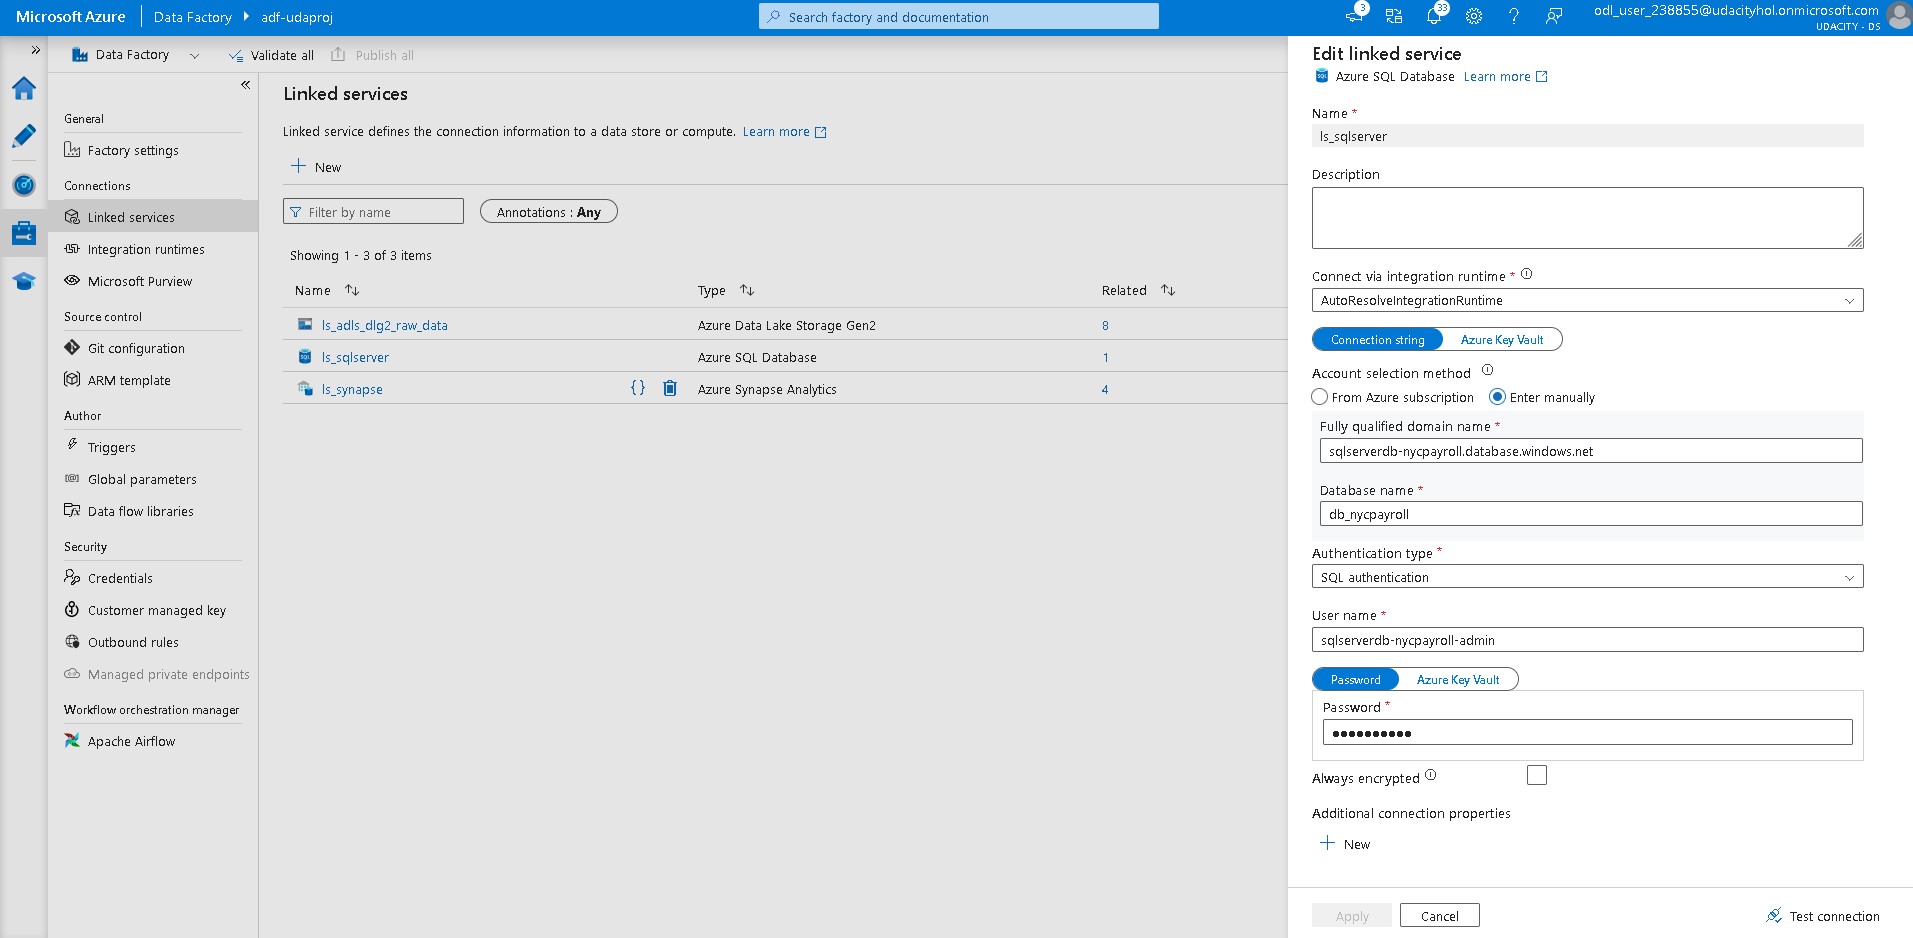 Microsoft Azure
Data Factory
adf-udaproj
Search factory and documentation
3
33
odl_user_238855@udacityhol.onmicrosoft.com
UDACITY - DS
»
Data Factory
Validate all
Publish all
«
General
Factory settings
Connections
Linked services
Integration runtimes
Microsoft Purview
Source control
Git configuration
ARM template
Author
Triggers
Global parameters
Data flow libraries
Security
Credentials
Customer managed key
Outbound rules
Managed private endpoints
Workflow orchestration manager
Apache Airflow
Linked services
Linked service defines the connection information to a data store or compute. Learn more
New
Filter by name
Annotations : Any
Showing 1 - 3 of 3 items
Name Type Related
ls_adls_dlg2_raw_data Azure Data Lake Storage Gen2 8
ls_sqlserver Azure SQL Database 1
ls_synapse {} Azure Synapse Analytics 4
Edit linked service
Azure SQL Database Learn more
Name *
ls_sqlserver
Description
Connect via integration runtime *
AutoResolveIntegrationRuntime
Connection string Azure Key Vault
Account selection method
From Azure subscription Enter manually
Fully qualified domain name *
sqlserverdb-nycpayroll.database.windows.net
Database name *
db_nycpayroll
Authentication type *
SQL authentication
User name *
sqlserverdb-nycpayroll-admin
Password Azure Key Vault
Password *
••••••••••
Always encrypted
Additional connection properties
New
Apply Cancel Test connection